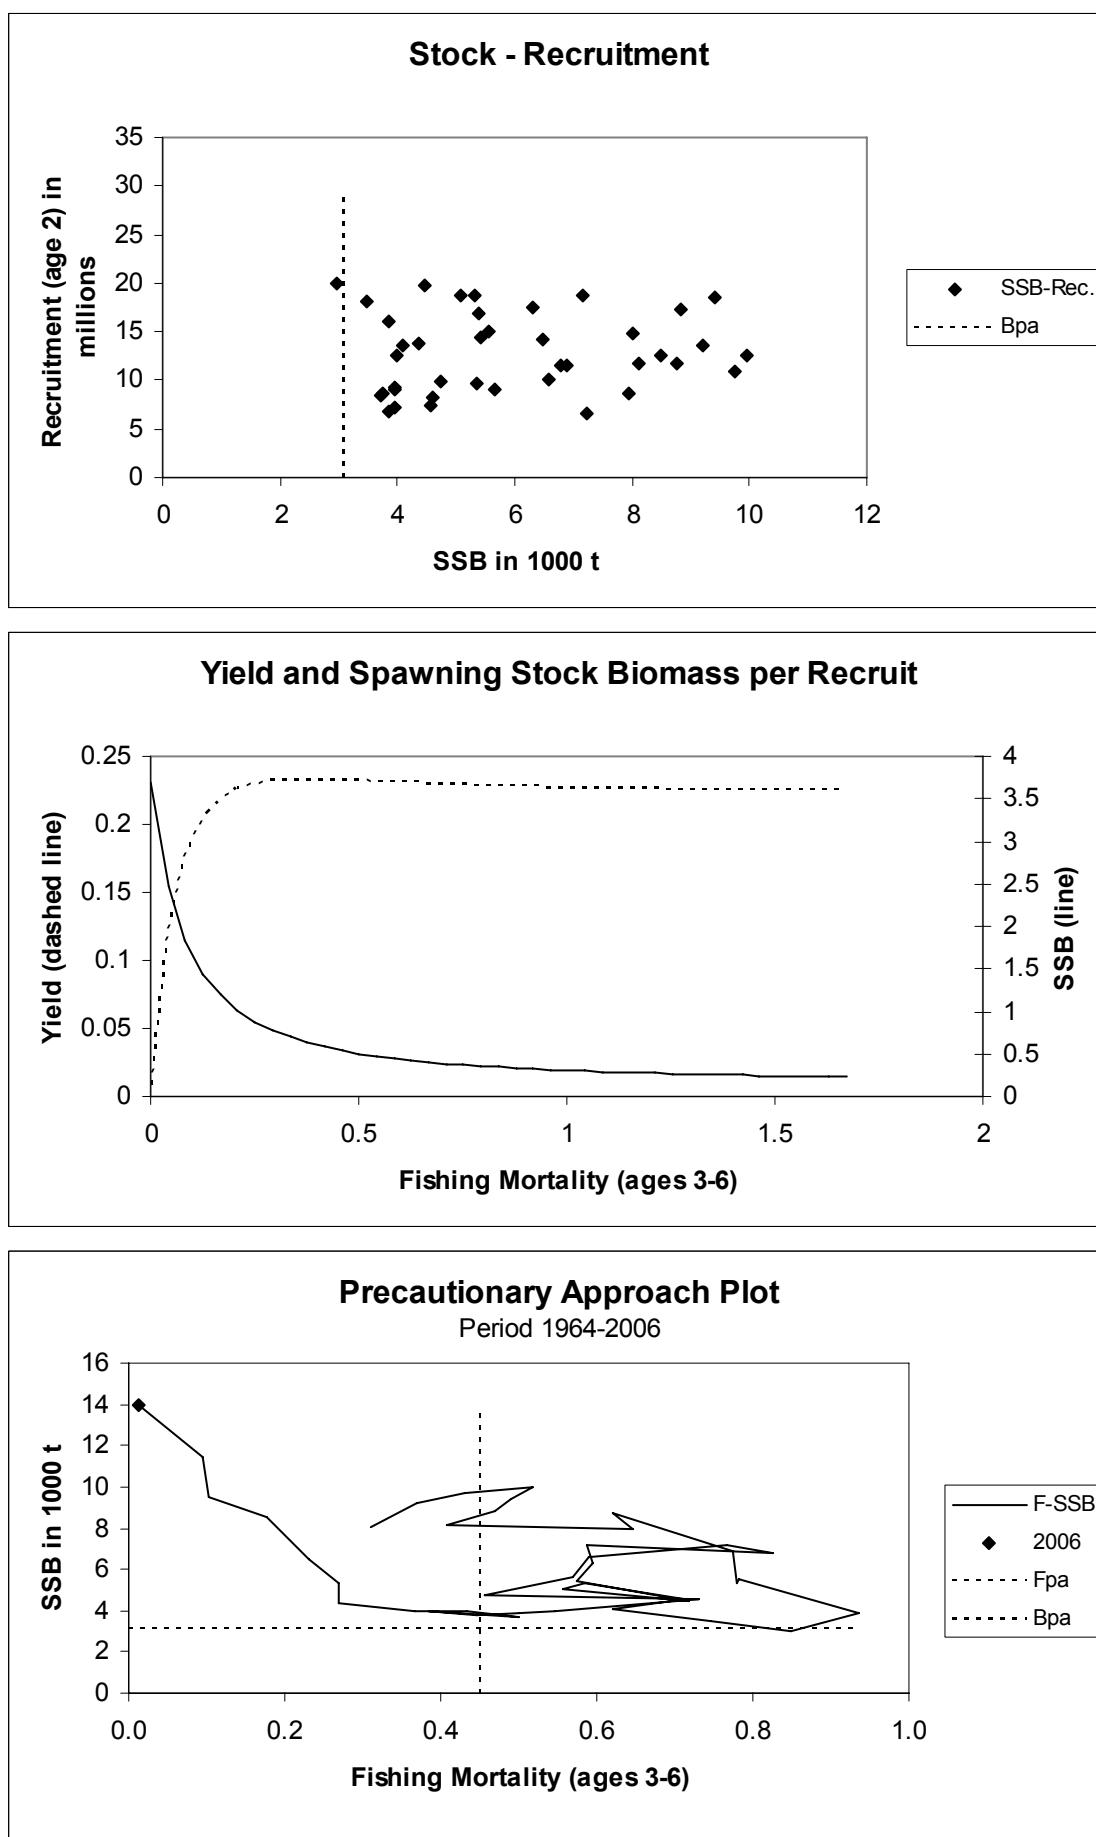 Stock - Recruitment
35
30
25
20
15
10
5
0
0 2 4 6 8 10 12
Recruitment (age 2) in
millions
SSB in 1000 t
SSB-Rec.
Bpa
Yield and Spawning Stock Biomass per Recruit
0.25
0.2
0.15
0.1
0.05
0
4
3.5
3
2.5
2
1.5
1
0.5
0
0 0.5 1 1.5 2
Yield (dashed line)
SSB (line)
Fishing Mortality (ages 3-6)
Precautionary Approach Plot
Period 1964-2006
16
14
12
10
8
6
4
2
0
0.0 0.2 0.4 0.6 0.8 1.0
SSB in 1000 t
Fishing Mortality (ages 3-6)
F-SSB
2006
Fpa
Bpa